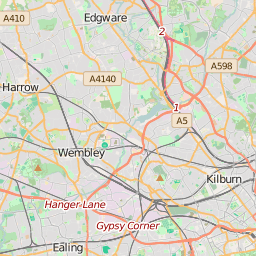 A410
Edgware
2
A598
A4140
Harrow
1
A5
Wembley
Kilburn
Hanger Lane
Gypsy Corner
Ealing